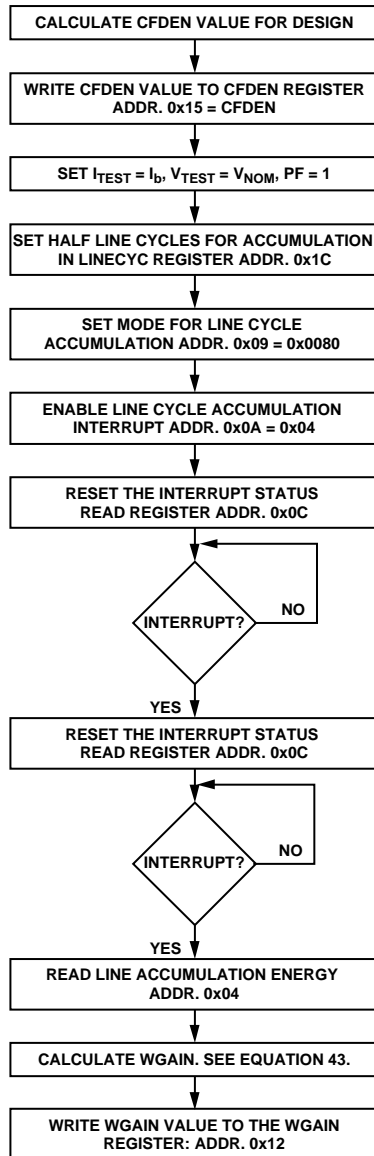 CALCULATE CFDEN VALUE FOR DESIGN
WRITE CFDEN VALUE TO CFDEN REGISTER
ADDR. 0x15 = CFDEN
SET I_TEST = I_b, V_TEST = V_NOM, PF = 1
SET HALF LINE CYCLES FOR ACCUMULATION
IN LINECYC REGISTER ADDR. 0x1C
SET MODE FOR LINE CYCLE
ACCUMULATION ADDR. 0x09 = 0x0080
ENABLE LINE CYCLE ACCUMULATION
INTERRUPT ADDR. 0x0A = 0x04
RESET THE INTERRUPT STATUS
READ REGISTER ADDR. 0x0C
INTERRUPT?
NO
YES
RESET THE INTERRUPT STATUS
READ REGISTER ADDR. 0x0C
INTERRUPT?
NO
YES
READ LINE ACCUMULATION ENERGY
ADDR. 0x04
CALCULATE WGAIN. SEE EQUATION 43.
WRITE WGAIN VALUE TO THE WGAIN
REGISTER: ADDR. 0x12